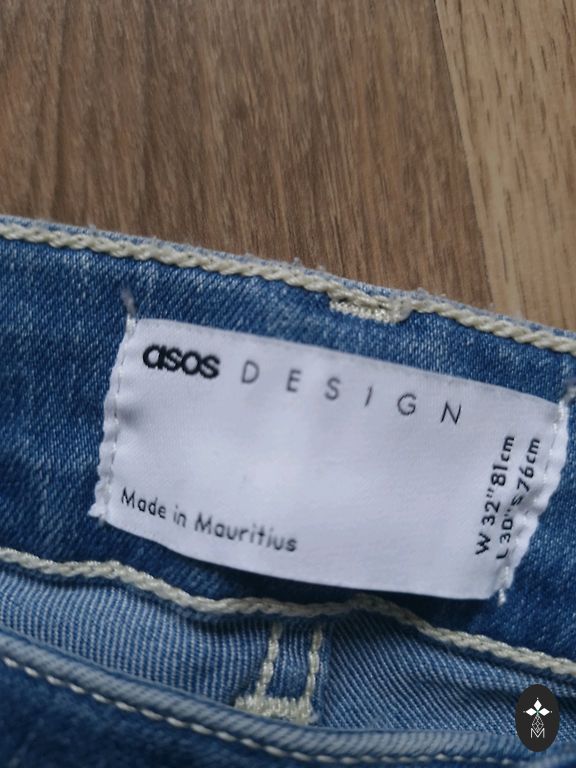 asos DESIGN
W 32" 81cm
L 30" S 76cm
Made in Mauritius